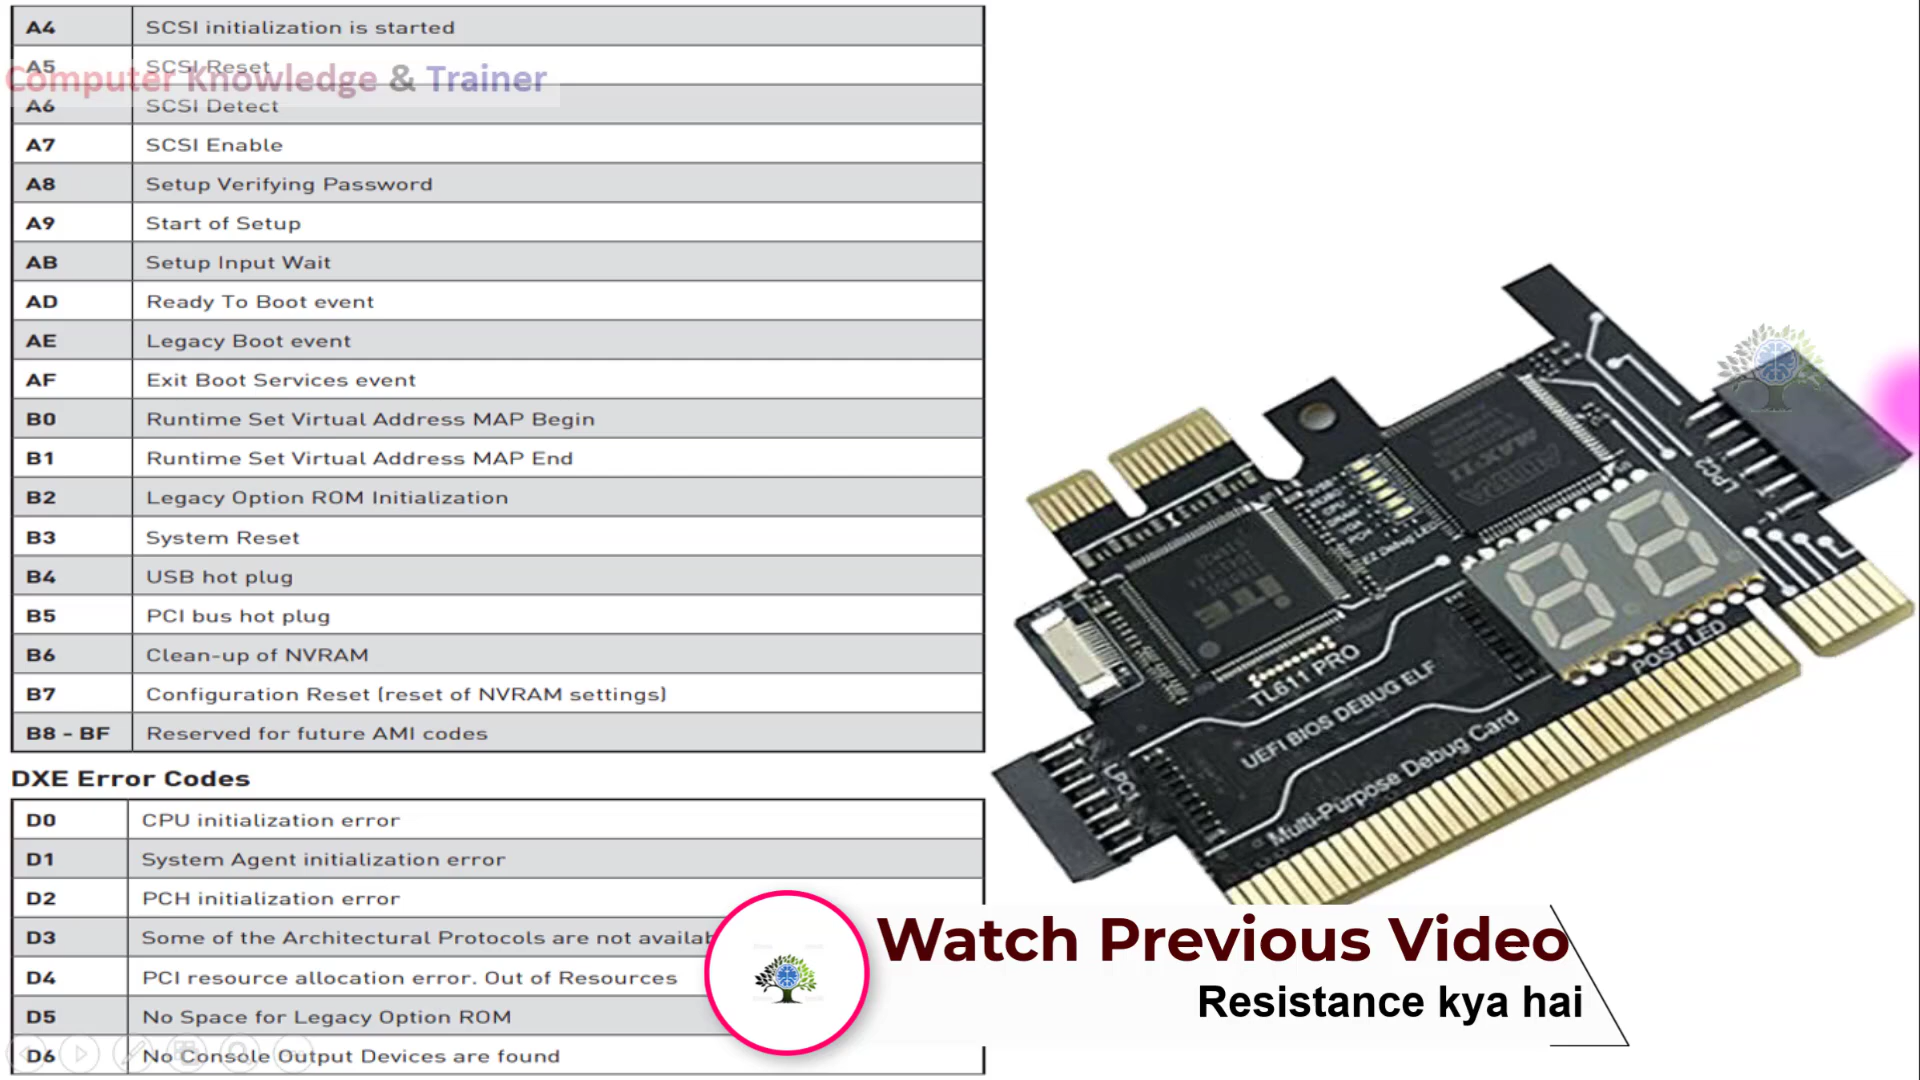 A4 SCSI initialization is started
A5 SCSI Reset
Computer Knowledge & Trainer
A6 SCSI Detect
A7 SCSI Enable
A8 Setup Verifying Password
A9 Start of Setup
AB Setup Input Wait
AD Ready To Boot event
AE Legacy Boot event
AF Exit Boot Services event
B0 Runtime Set Virtual Address MAP Begin
B1 Runtime Set Virtual Address MAP End
B2 Legacy Option ROM Initialization
B3 System Reset
B4 USB hot plug
B5 PCI bus hot plug
B6 Clean-up of NVRAM
B7 Configuration Reset (reset of NVRAM settings)
B8 - BF Reserved for future AMI codes
DXE Error Codes
D0 CPU initialization error
D1 System Agent initialization error
D2 PCH initialization error
D3 Some of the Architectural Protocols are not availab
D4 PCI resource allocation error. Out of Resources
D5 No Space for Legacy Option ROM
D6 No Console Output Devices are found
LPC2
EZ Debug LED
ITE
TL611 PRO
POST LED
UEFI BIOS DEBUG ELF
LPC1
Multi-Purpose Debug Card
Watch Previous Video
Resistance kya hai